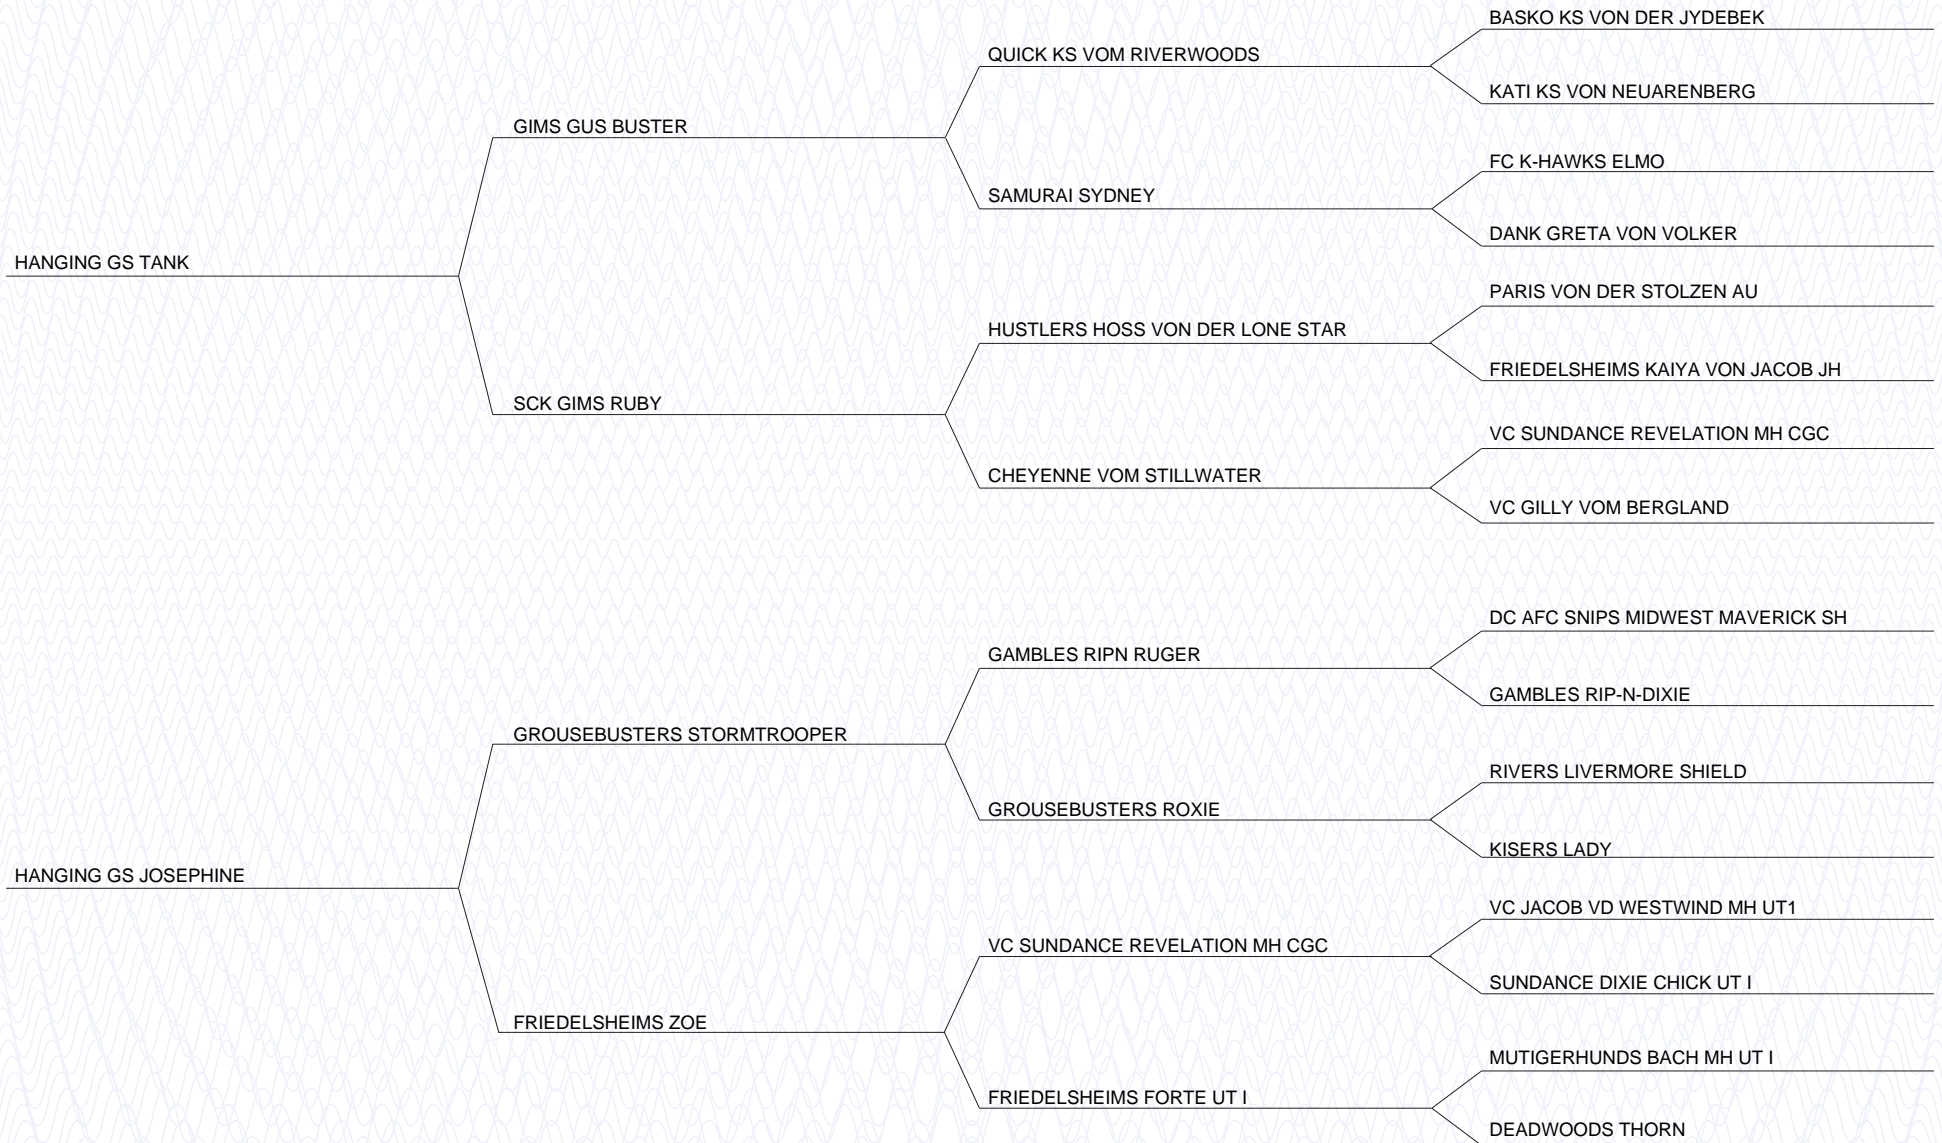 BASKO KS VON DER JYDEBEK
QUICK KS VOM RIVERWOODS
KATI KS VON NEUARENBERG
GIMS GUS BUSTER
FC K-HAWKS ELMO
SAMURAI SYDNEY
DANK GRETA VON VOLKER
HANGING GS TANK
PARIS VON DER STOLZEN AU
HUSTLERS HOSS VON DER LONE STAR
FRIEDELSHEIMS KAIYA VON JACOB JH
SCK GIMS RUBY
VC SUNDANCE REVELATION MH CGC
CHEYENNE VOM STILLWATER
VC GILLY VOM BERGLAND
DC AFC SNIPS MIDWEST MAVERICK SH
GAMBLES RIPN RUGER
GAMBLES RIP-N-DIXIE
GROUSEBUSTERS STORMTROOPER
RIVERS LIVERMORE SHIELD
GROUSEBUSTERS ROXIE
KISERS LADY
HANGING GS JOSEPHINE
VC JACOB VD WESTWIND MH UT1
VC SUNDANCE REVELATION MH CGC
SUNDANCE DIXIE CHICK UT I
FRIEDELSHEIMS ZOE
MUTIGERHUNDS BACH MH UT I
FRIEDELSHEIMS FORTE UT I
DEADWOODS THORN